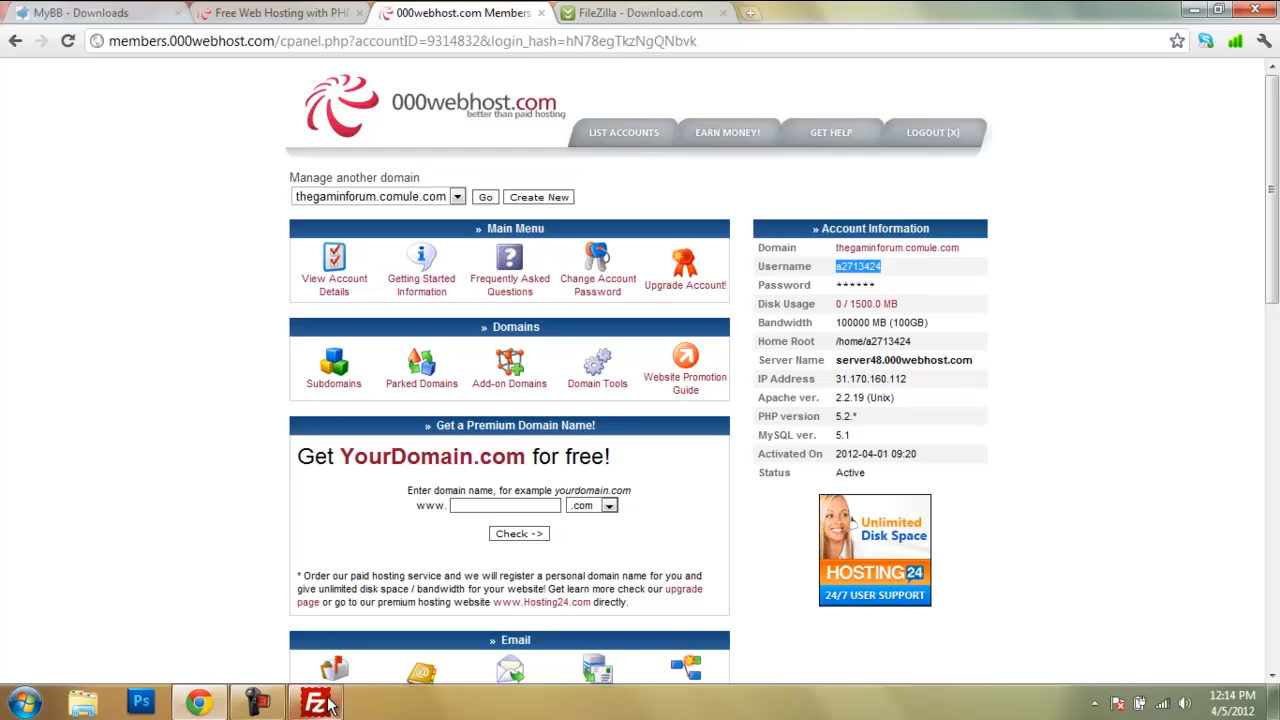 MyBB - Downloads
Free Web Hosting with PHP
000webhost.com Members
FileZilla - Download.com
members.000webhost.com/cpanel.php?accountID=9314832&login_hash=hN78egTkzNgQNbvk
000webhost.com
better than paid hosting
LIST ACCOUNTS
EARN MONEY!
GET HELP
LOGOUT [X]
Manage another domain
thegaminforum.comule.com
Go
Create New
» Main Menu
View Account
Details
Getting Started
Information
Frequently Asked
Questions
Change Account
Password
Upgrade Account!
» Domains
Subdomains
Parked Domains
Add-on Domains
Domain Tools
Website Promotion
Guide
» Get a Premium Domain Name!
Get YourDomain.com for free!
Enter domain name, for example yourdomain.com
www.
.com
Check ->
* Order our paid hosting service and we will register a personal domain name for you and
give unlimited disk space / bandwidth for your website! Get learn more check our upgrade
page or go to our premium hosting website www.Hosting24.com directly.
» Email
» Account Information
Domain thegaminforum.comule.com
Username a2713424
Password ******
Disk Usage 0 / 1500.0 MB
Bandwidth 100000 MB (100GB)
Home Root /home/a2713424
Server Name server48.000webhost.com
IP Address 31.170.160.112
Apache ver. 2.2.19 (Unix)
PHP version 5.2.*
MySQL ver. 5.1
Activated On 2012-04-01 09:20
Status Active
Unlimited
Disk Space
HOSTING 24
24/7 USER SUPPORT
Ps
Fz
12:14 PM
4/5/2012